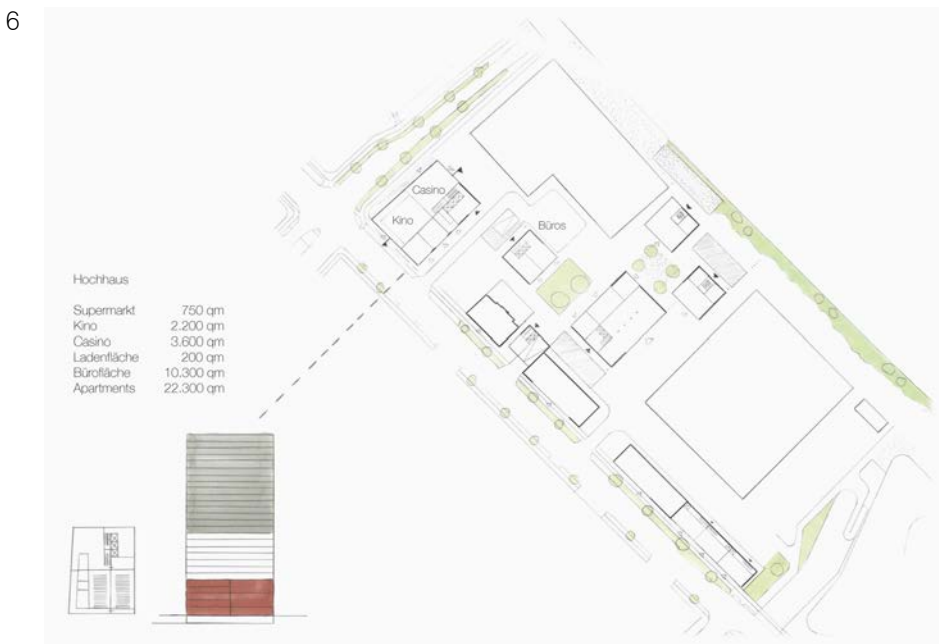 6
Casino
Kino
Büros
Hochhaus
Supermarkt 750 qm
Kino 2.200 qm
Casino 3.600 qm
Ladenfläche 200 qm
Bürofläche 10.300 qm
Apartments 22.300 qm